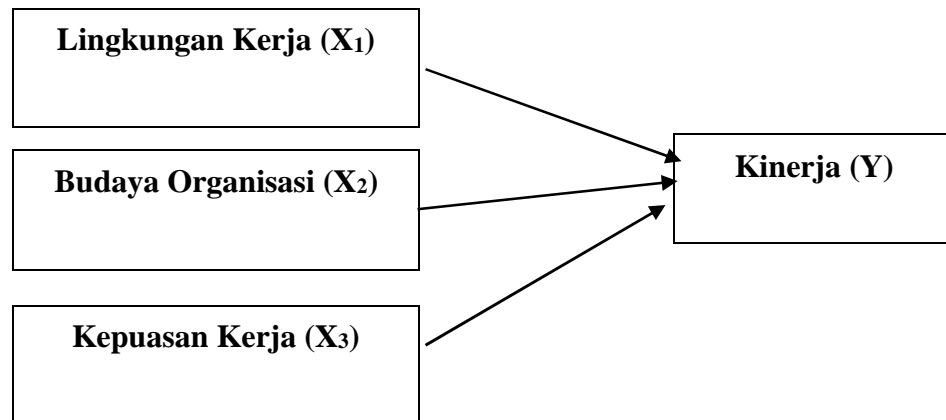 Lingkungan Kerja (X₁)
Budaya Organisasi (X₂)
Kinerja (Y)
Kepuasan Kerja (X₃)